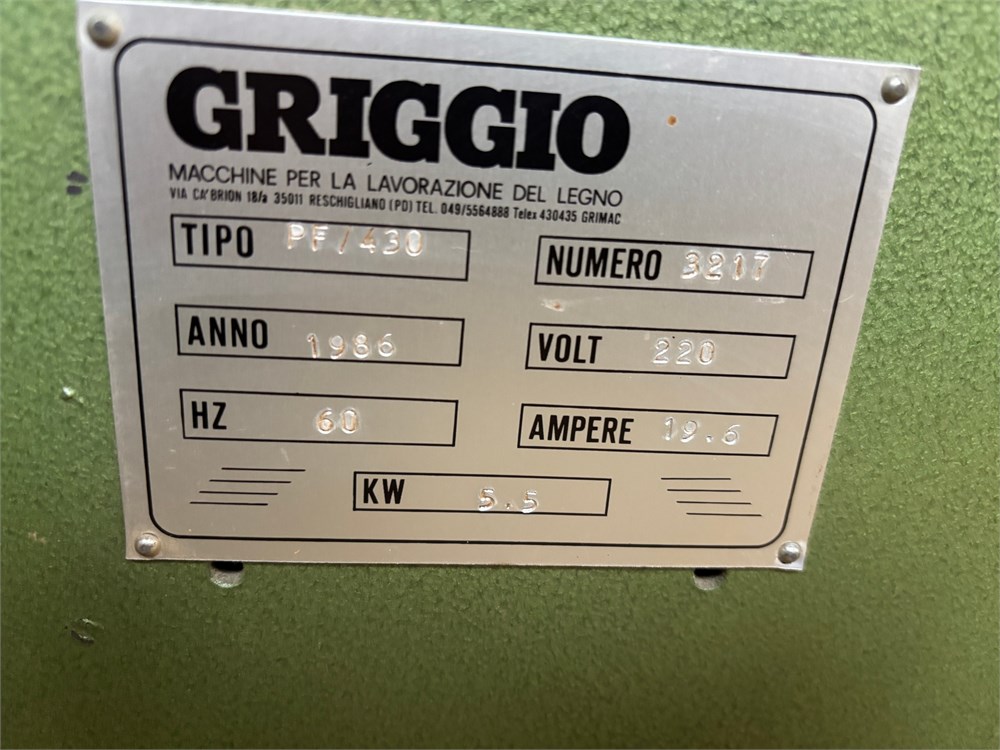 GRIGGIO
MACCHINE PER LA LAVORAZIONE DEL LEGNO
VIA CA' BRION 18/a 35011 RESCHIGLIANO (PD) TEL. 049/5564888 Telex 430435 GRIMAC
TIPO PF/430
NUMERO 3217
ANNO 1986
VOLT 220
HZ 60
AMPERE 19.6
KW 5.5